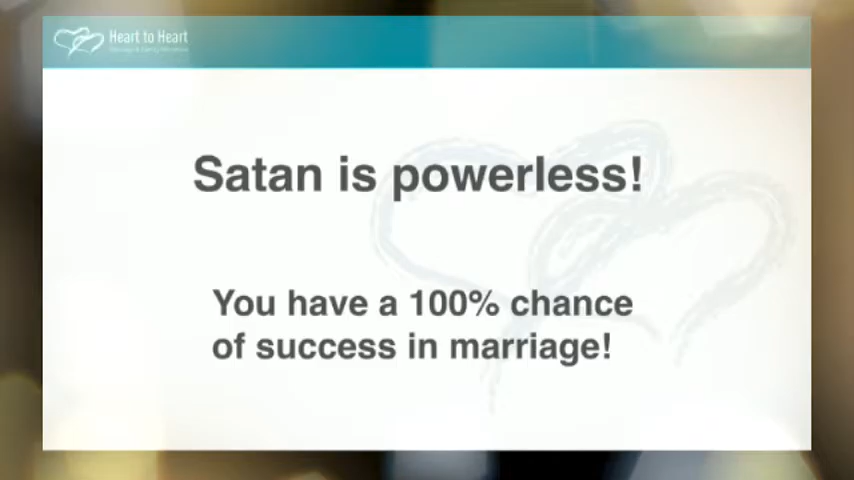 Heart to Heart
Satan is powerless!
You have a 100% chance
of success in marriage!